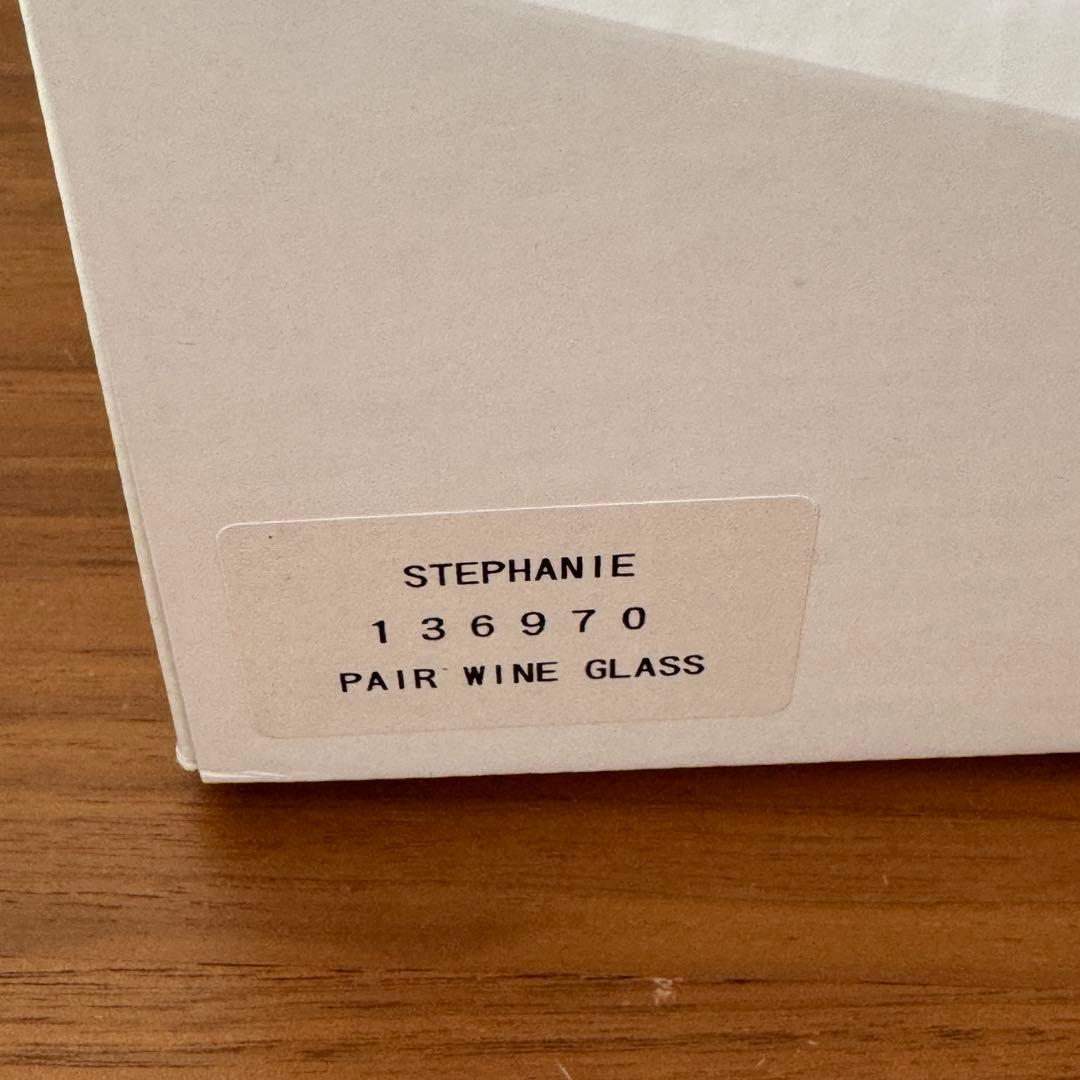 STEPHANIE
136970
PAIR WINE GLASS